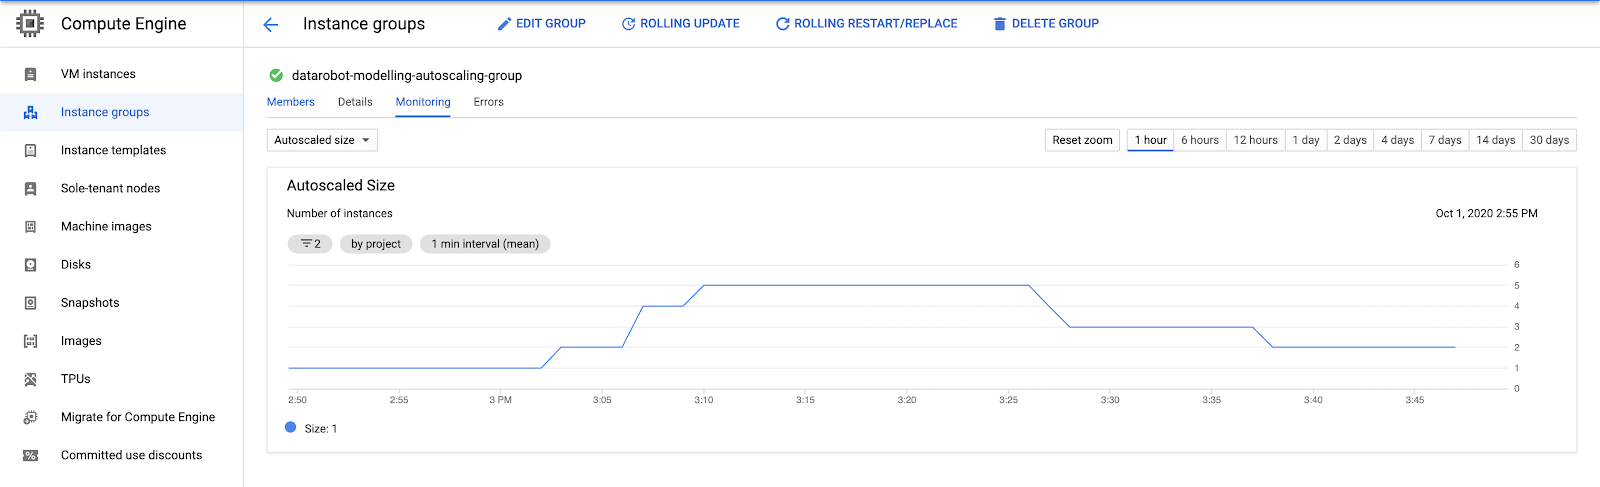 Compute Engine
Instance groups
EDIT GROUP
ROLLING UPDATE
ROLLING RESTART/REPLACE
DELETE GROUP
VM instances
Instance groups
Instance templates
Sole-tenant nodes
Machine images
Disks
Snapshots
Images
TPUs
Migrate for Compute Engine
Committed use discounts
datarobot-modelling-autoscaling-group
Members Details Monitoring Errors
Autoscaled size
Reset zoom 1 hour 6 hours 12 hours 1 day 2 days 4 days 7 days 14 days 30 days
Autoscaled Size
Number of instances
Oct 1, 2020 2:55 PM
2 by project 1 min interval (mean)
6
5
4
3
2
1
0
2:50 2:55 3 PM 3:05 3:10 3:15 3:20 3:25 3:30 3:35 3:40 3:45
Size: 1